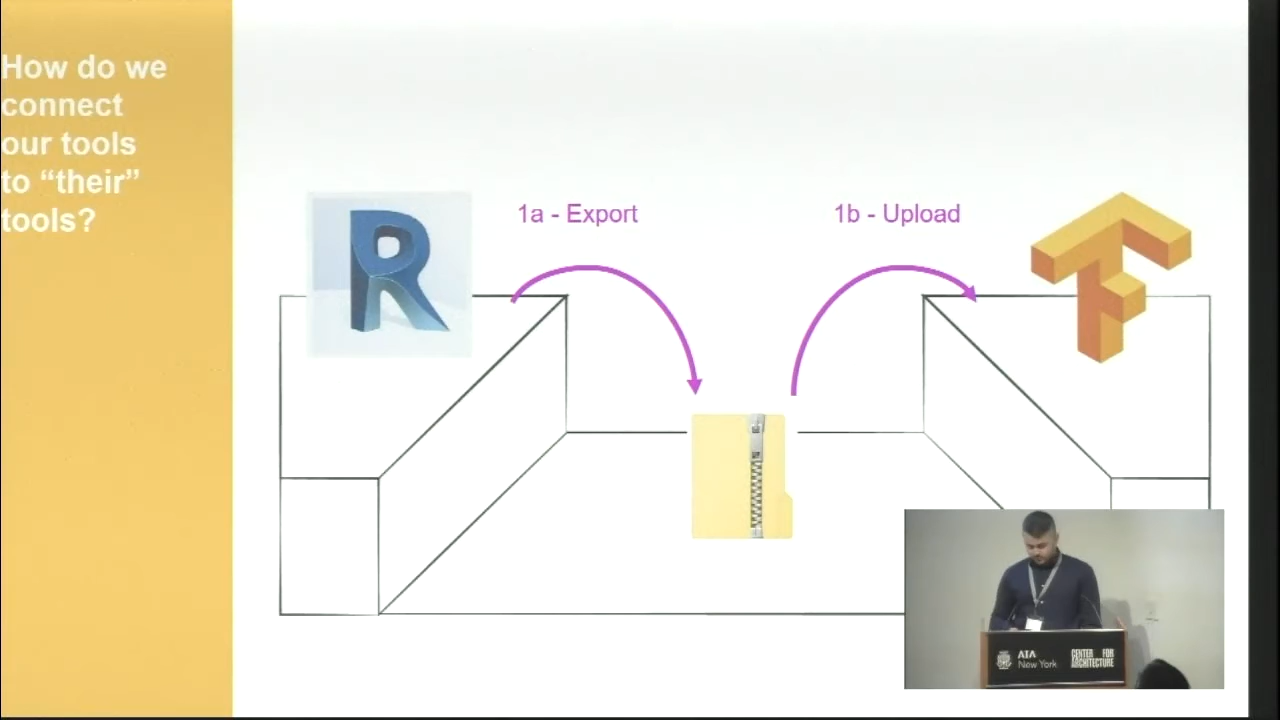 How do we
connect
our tools
to “their”
tools?
1a - Export
1b - Upload
R
AIA
New York
CENTER FOR
ARCHITECTURE